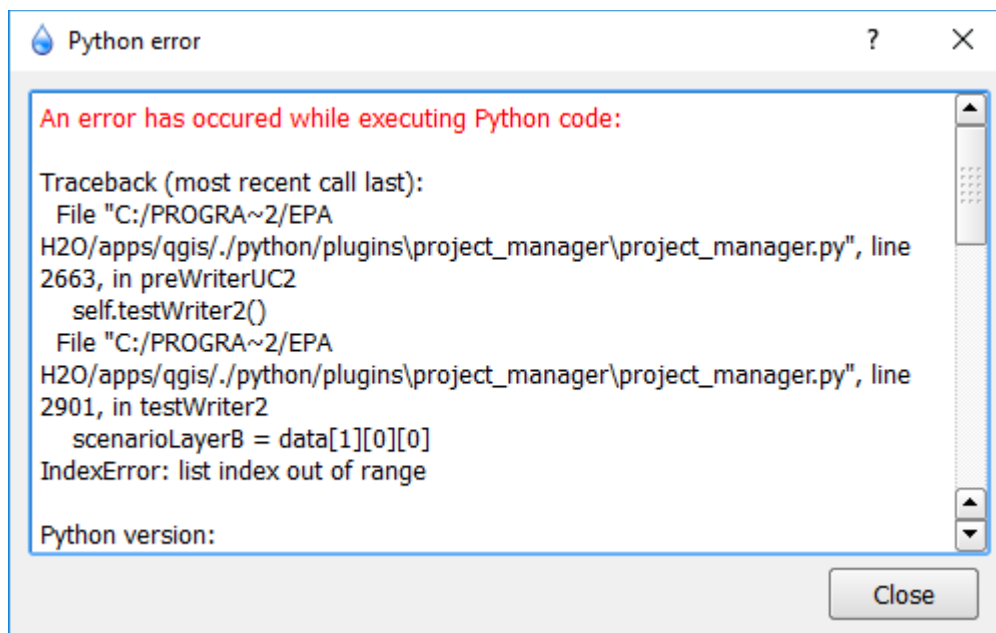 Python error
?
An error has occured while executing Python code:
Traceback (most recent call last):
  File "C:/PROGRA~2/EPA
H2O/apps/qgis/./python/plugins\project_manager\project_manager.py", line
2663, in preWriterUC2
    self.testWriter2()
  File "C:/PROGRA~2/EPA
H2O/apps/qgis/./python/plugins\project_manager\project_manager.py", line
2901, in testWriter2
    scenarioLayerB = data[1][0][0]
IndexError: list index out of range
Python version:
Close